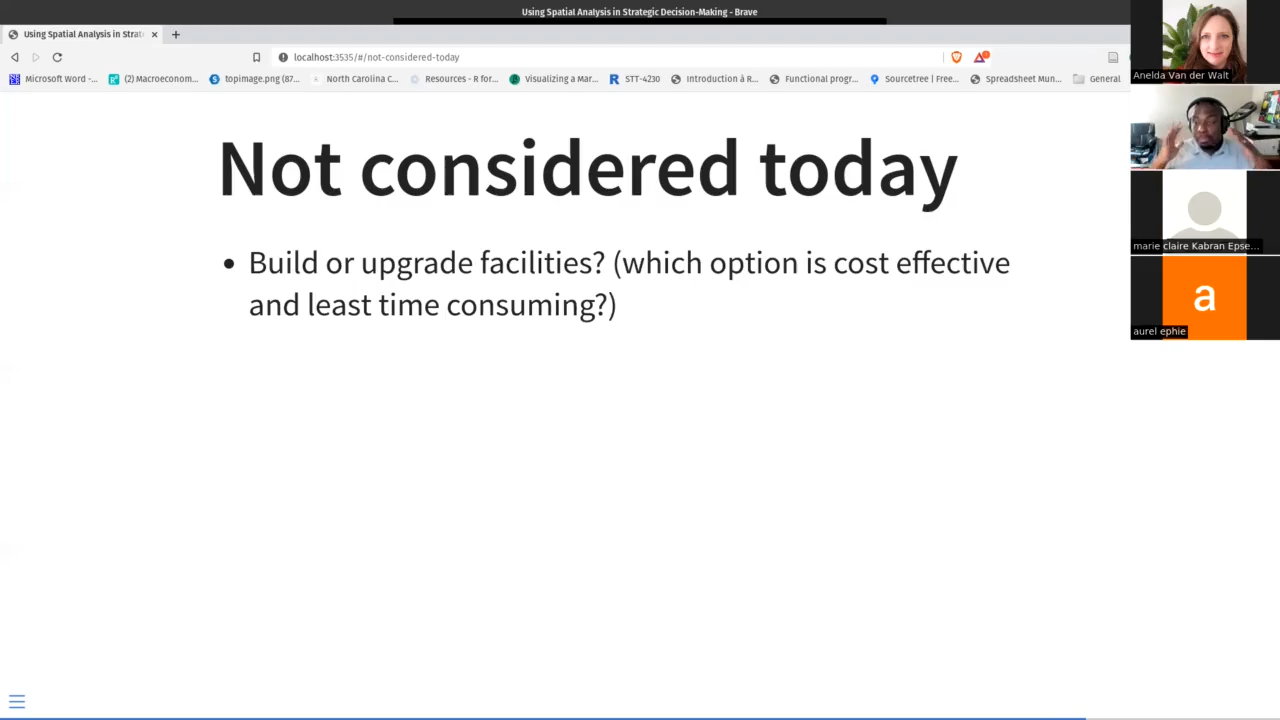 Using Spatial Analysis in Strategic Decision-Making - Brave
Using Spatial Analysis in Strat
localhost:3535/#/not-considered-today
Microsoft Word -...
(2) Macroeconom...
topimage.png (87...
North Carolina C...
Resources - R for...
Visualizing a Mar...
STT-4230
Introduction à R...
Functional progr...
Sourcetree | Free...
Spreadsheet Mun...
General
Anelda Van der Walt
marie claire Kabran Epse...
a
aurel ephie
Not considered today
• Build or upgrade facilities? (which option is cost effective
and least time consuming?)